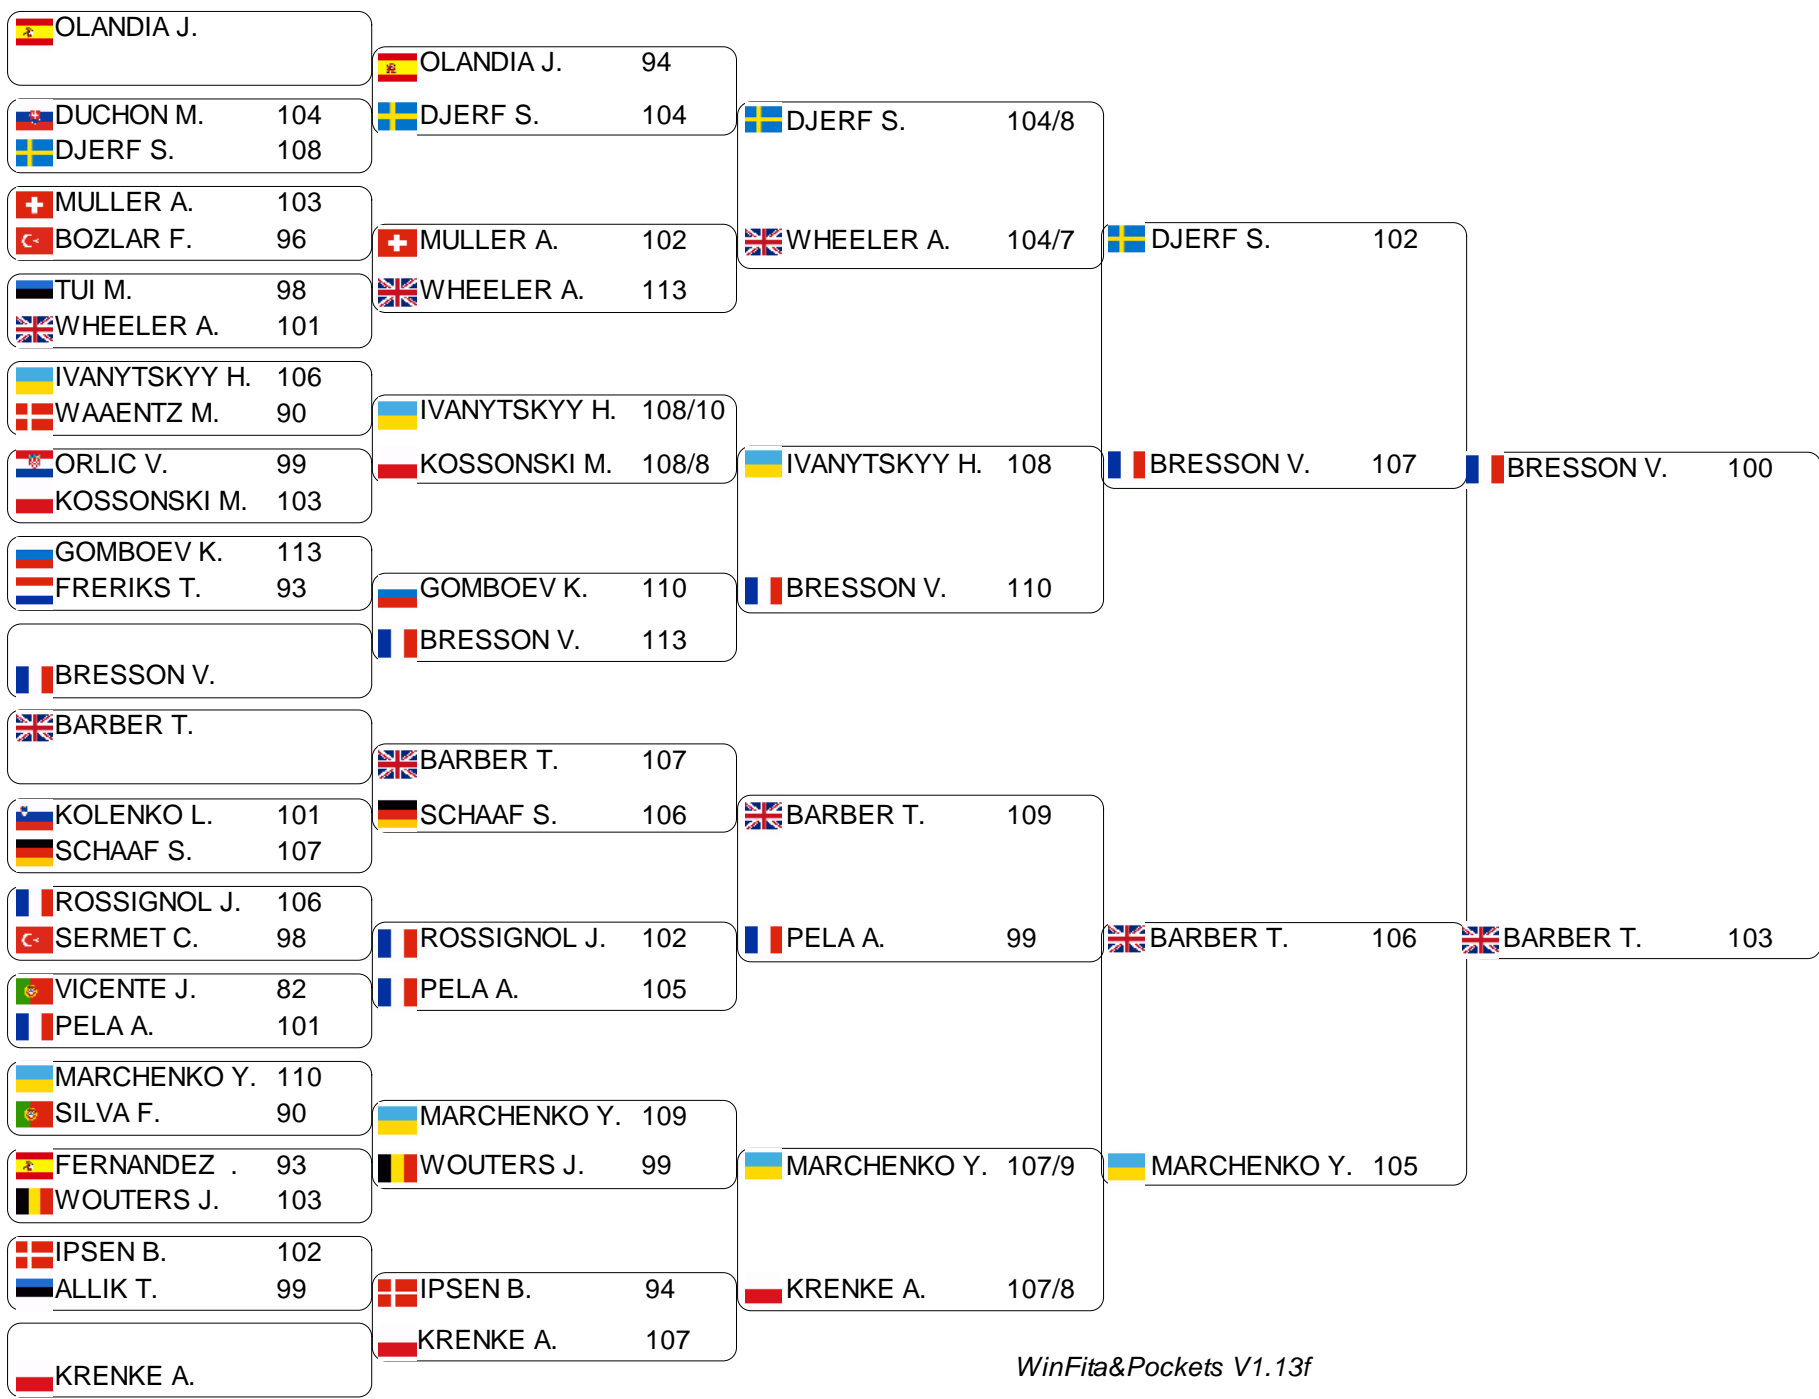 OLANDIA J.
DUCHON M. 104
DJERF S. 108
MULLER A. 103
BOZLAR F. 96
TUI M. 98
WHEELER A. 101
IVANYTSKYY H. 106
WAAENTZ M. 90
ORLIC V. 99
KOSSONSKI M. 103
GOMBOEV K. 113
FRERIKS T. 93
BRESSON V.
BARBER T.
KOLENKO L. 101
SCHAAF S. 107
ROSSIGNOL J. 106
SERMET C. 98
VICENTE J. 82
PELA A. 101
MARCHENKO Y. 110
SILVA F. 90
FERNANDEZ . 93
WOUTERS J. 103
IPSEN B. 102
ALLIK T. 99
KRENKE A.
OLANDIA J. 94
DJERF S. 104
MULLER A. 102
WHEELER A. 113
IVANYTSKYY H. 108/10
KOSSONSKI M. 108/8
GOMBOEV K. 110
BRESSON V. 113
BARBER T. 107
SCHAAF S. 106
ROSSIGNOL J. 102
PELA A. 105
MARCHENKO Y. 109
WOUTERS J. 99
IPSEN B. 94
KRENKE A. 107
DJERF S. 104/8
WHEELER A. 104/7
IVANYTSKYY H. 108
BRESSON V. 110
BARBER T. 109
PELA A. 99
MARCHENKO Y. 107/9
KRENKE A. 107/8
DJERF S. 102
BRESSON V. 107
BARBER T. 106
MARCHENKO Y. 105
BRESSON V. 100
BARBER T. 103
WinFita&Pockets V1.13f